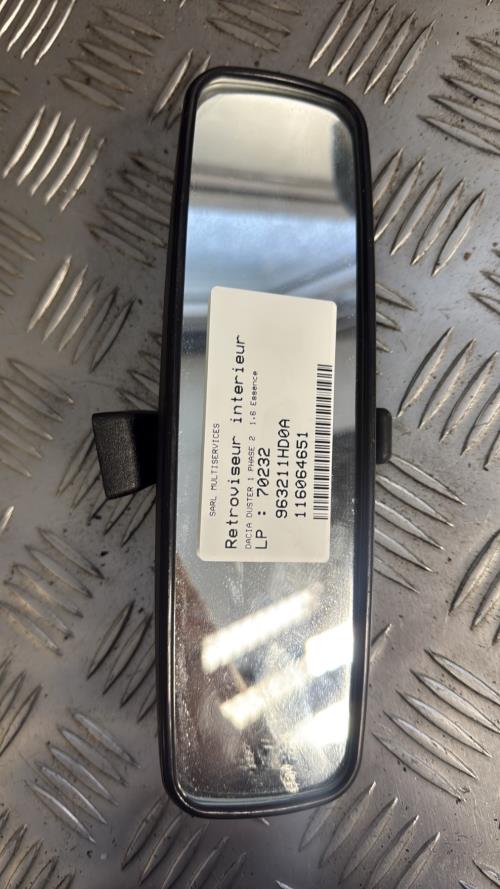 SARL MULTISERVICES
Retroviseur interieur
DACIA DUSTER 1 PHASE 2 1.6 Essence
LP : 70232
963211HD0A
116064651